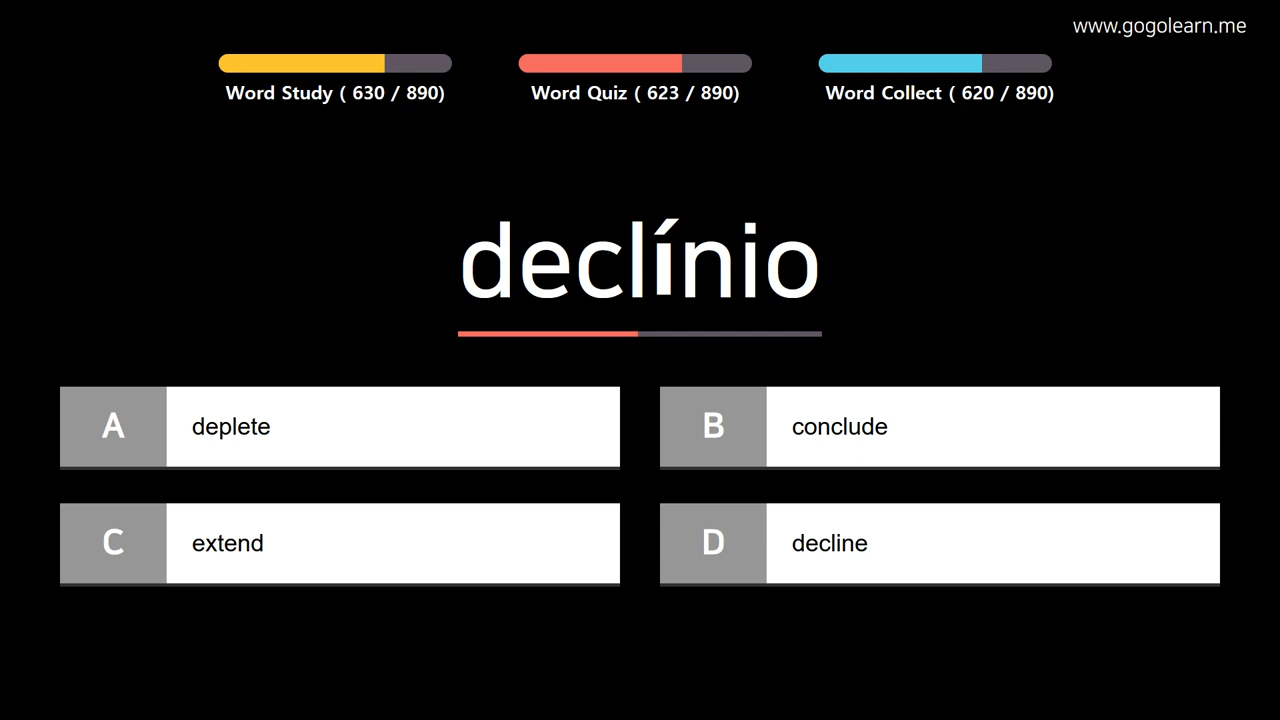 www.gogolearn.me
Word Study ( 630 / 890)
Word Quiz ( 623 / 890)
Word Collect ( 620 / 890)
declínio
A deplete
B conclude
C extend
D decline